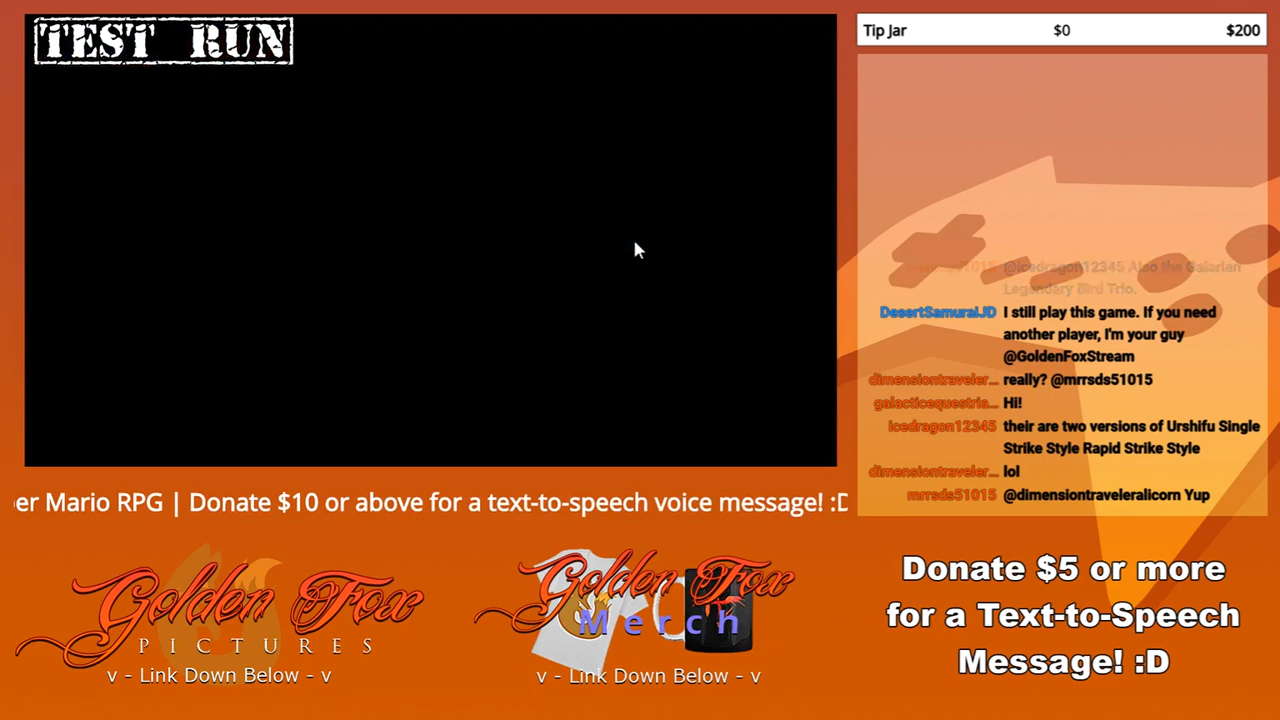 TEST RUN
Tip Jar $0 $200
mrrsds51015 @icedragon12345 Also the Galarian
Legendary Bird Trio.
DesertSamuraiJD I still play this game. If you need
another player, I'm your guy
@GoldenFoxStream
dimensiontraveler... really? @mrrsds51015
galacticequestria... Hi!
icedragon12345 their are two versions of Urshifu Single
Strike Style Rapid Strike Style
dimensiontraveler... lol
mrrsds51015 @dimensiontraveleralicorn Yup
er Mario RPG | Donate $10 or above for a text-to-speech voice message! :D
Golden Fox
PICTURES
v - Link Down Below - v
Golden Fox
Merch
v - Link Down Below - v
Donate $5 or more
for a Text-to-Speech
Message! :D